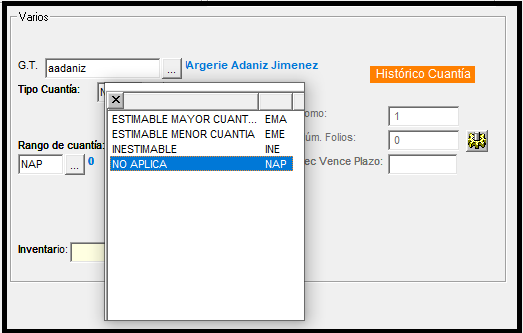 Varios
G.T. aadaniz ... Argerie Adaniz Jimenez
Histórico Cuantía
Tipo Cuantía: N
ESTIMABLE MAYOR CUANT... EMA
ESTIMABLE MENOR CUANTIA EME
INESTIMABLE INE
NO APLICA NAP
omo: 1
úm. Folios: 0
ec Vence Plazo:
Rango de cuantía:
NAP ... 0
Inventario: